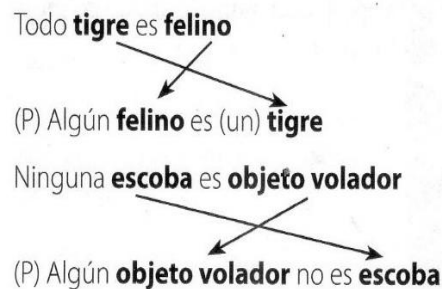 Todo tigre es felino
(P) Algún felino es (un) tigre
Ninguna escoba es objeto volador
(P) Algún objeto volador no es escoba